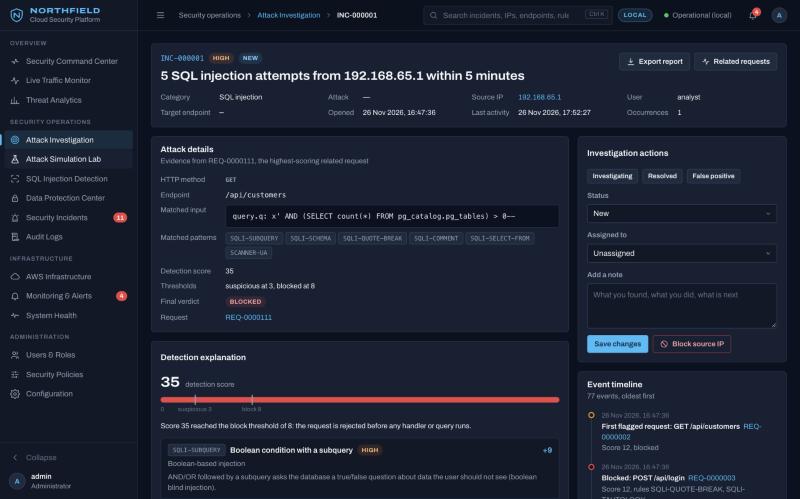 NORTHFIELD
Cloud Security Platform
Security operations > Attack Investigation > INC-000001
Search incidents, IPs, endpoints, rule
Ctrl K
LOCAL
Operational (local)
4
A
OVERVIEW
Security Command Center
Live Traffic Monitor
Threat Analytics
SECURITY OPERATIONS
Attack Investigation
Attack Simulation Lab
SQL Injection Detection
Data Protection Center
Security Incidents 11
Audit Logs
INFRASTRUCTURE
AWS Infrastructure
Monitoring & Alerts 4
System Health
ADMINISTRATION
Users & Roles
Security Policies
Configuration
Collapse
A
admin
Administrator
INC-000001 HIGH NEW
5 SQL injection attempts from 192.168.65.1 within 5 minutes
Export report
Related requests
Category SQL injection Attack — Source IP 192.168.65.1 User analyst
Target endpoint – Opened 26 Nov 2026, 16:47:36 Last activity 26 Nov 2026, 17:52:27 Occurrences 1
Attack details
Evidence from REQ-0000111, the highest-scoring related request
HTTP method GET
Endpoint /api/customers
Matched input query.q: x' AND (SELECT count(*) FROM pg_catalog.pg_tables) > 0--
Matched patterns SQLI-SUBQUERY SQLI-SCHEMA SQLI-QUOTE-BREAK SQLI-COMMENT SQLI-SELECT-FROM
SCANNER-UA
Detection score 35
Thresholds suspicious at 3, blocked at 8
Final verdict BLOCKED
Request REQ-0000111
Detection explanation
35 detection score
0 suspicious 3 block 8
Score 35 reached the block threshold of 8: the request is rejected before any handler or query runs.
SQLI-SUBQUERY Boolean condition with a subquery HIGH +9
Boolean-based injection
AND/OR followed by a subquery asks the database a true/false question about data the user should not see (boolean
blind injection).
Investigation actions
Investigating Resolved False positive
Status
New
Assigned to
Unassigned
Add a note
What you found, what you did, what is next
Save changes
Block source IP
Event timeline
77 events, oldest first
26 Nov 2026, 16:47:36
First flagged request: GET /api/customers REQ-
0000002
Score 12, blocked
26 Nov 2026, 16:47:36
Blocked: POST /api/login REQ-0000003
Score 12, rules SQLI-QUOTE-BREAK, SQLI-